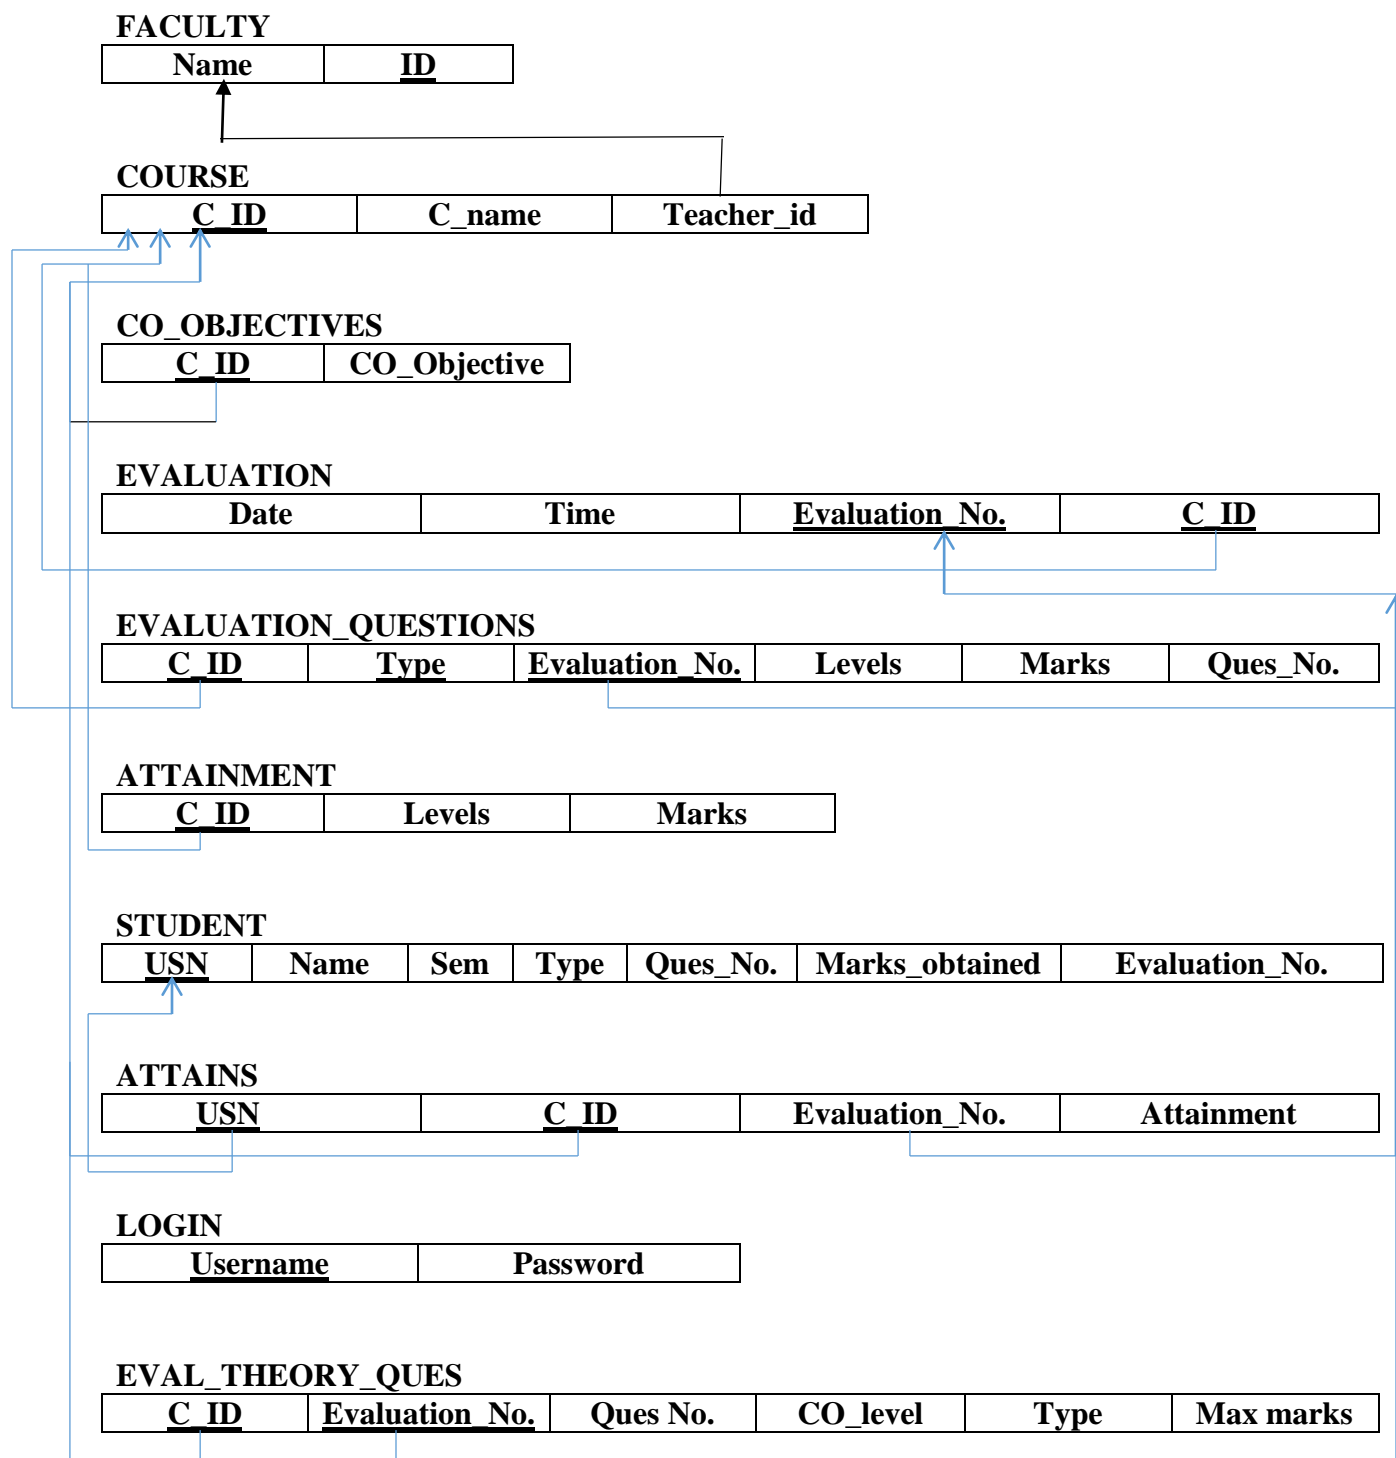 FACULTY
Name ID
COURSE
C_ID C_name Teacher_id
CO_OBJECTIVES
C_ID CO_Objective
EVALUATION
Date Time Evaluation_No. C_ID
EVALUATION_QUESTIONS
C_ID Type Evaluation_No. Levels Marks Ques_No.
ATTAINMENT
C_ID Levels Marks
STUDENT
USN Name Sem Type Ques_No. Marks_obtained Evaluation_No.
ATTAINS
USN C_ID Evaluation_No. Attainment
LOGIN
Username Password
EVAL_THEORY_QUES
C_ID Evaluation_No. Ques No. CO_level Type Max marks